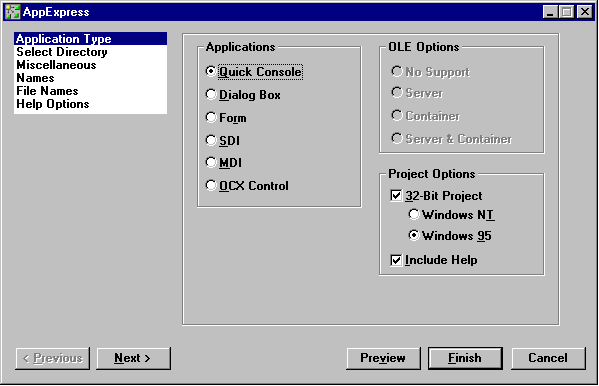 AppExpress
Application Type
Select Directory
Miscellaneous
Names
File Names
Help Options
Applications
Quick Console
Dialog Box
Form
SDI
MDI
OCX Control
OLE Options
No Support
Server
Container
Server & Container
Project Options
32-Bit Project
Windows NT
Windows 95
Include Help
< Previous
Next >
Preview
Finish
Cancel